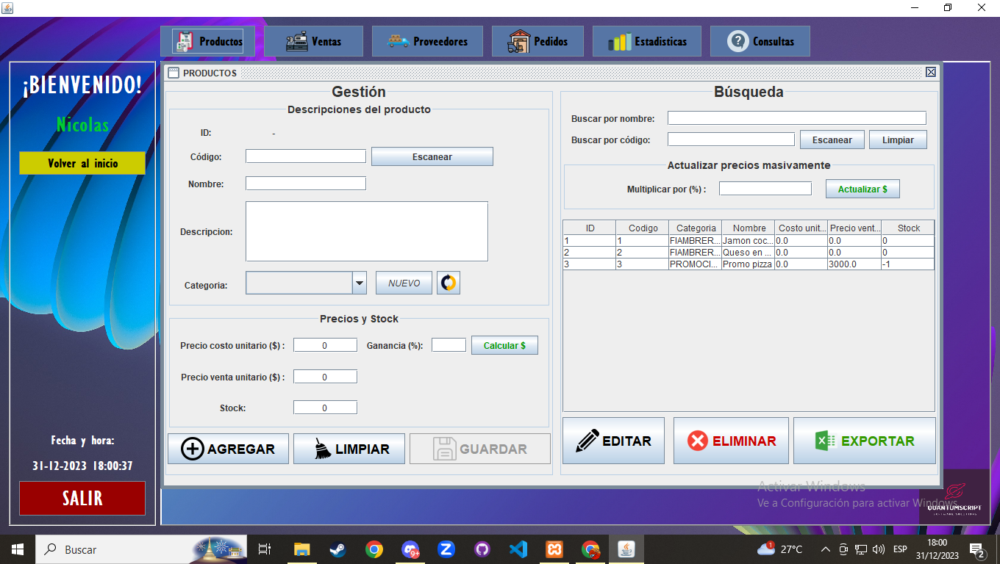 Productos
Ventas
Proveedores
Pedidos
Estadisticas
Consultas
¡BIENVENIDO!
Nicolas
Volver al inicio
Fecha y hora:
31-12-2023 18:00:37
SALIR
PRODUCTOS
Gestión
Descripciones del producto
ID: -
Código: Escanear
Nombre:
Descripcion:
Categoria: NUEVO
Precios y Stock
Precio costo unitario ($) : 0 Ganancia (%): Calcular $
Precio venta unitario ($) : 0
Stock: 0
AGREGAR LIMPIAR GUARDAR
Búsqueda
Buscar por nombre:
Buscar por código: Escanear Limpiar
Actualizar precios masivamente
Multiplicar por (%) : Actualizar $
ID Codigo Categoria Nombre Costo unit... Precio vent... Stock
1 1 FIAMBRER... Jamon coc... 0.0 0.0 0
2 2 FIAMBRER... Queso en ... 0.0 0.0 0
3 3 PROMOCI... Promo pizza 0.0 3000.0 -1
EDITAR ELIMINAR EXPORTAR
Activar Windows
Ve a Configuración para activar Windows.
QUANTUMSCRIPT
SOFTWARE SOLUTIONS
Buscar
9+
1
27°C
ESP
18:00
31/12/2023
2